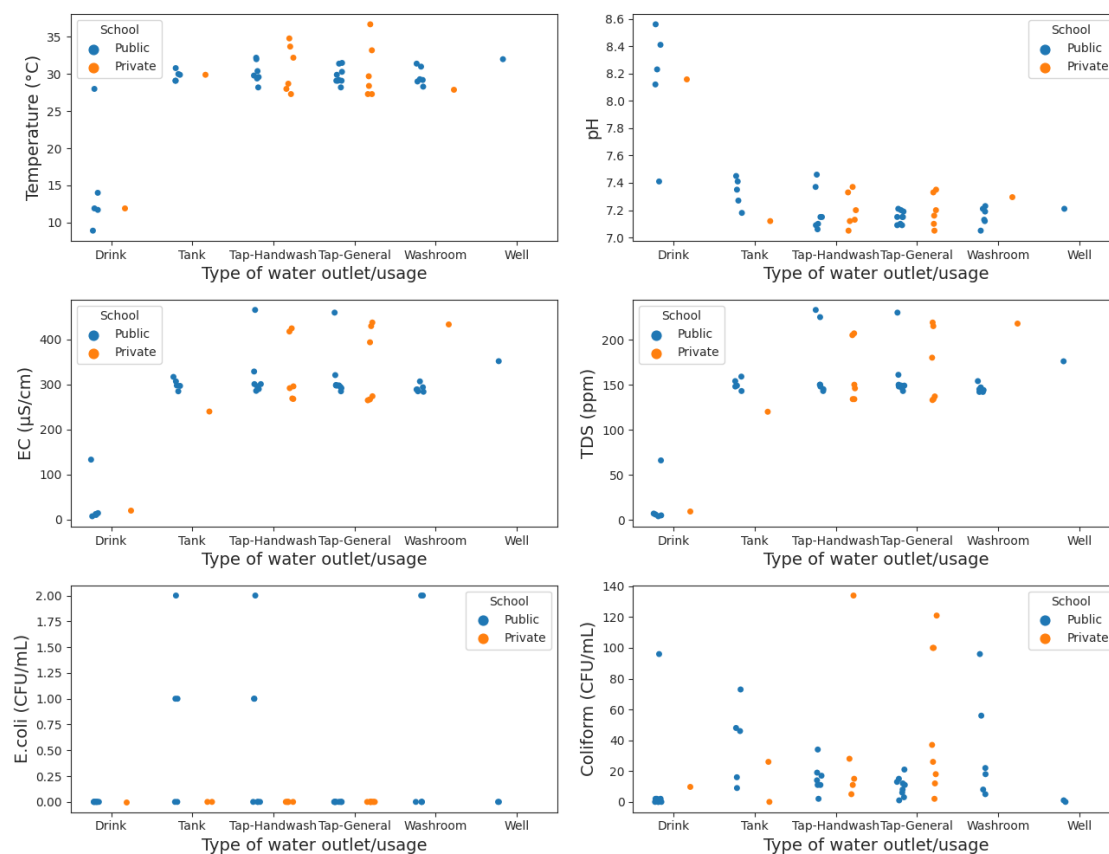 School
Public
Private
Temperature (°C)
35
30
25
20
15
10
Drink Tank Tap-Handwash Tap-General Washroom Well
Type of water outlet/usage
School
Public
Private
pH
8.6
8.4
8.2
8.0
7.8
7.6
7.4
7.2
7.0
Drink Tank Tap-Handwash Tap-General Washroom Well
Type of water outlet/usage
School
Public
Private
EC (µS/cm)
400
300
200
100
0
Drink Tank Tap-Handwash Tap-General Washroom Well
Type of water outlet/usage
School
Public
Private
TDS (ppm)
200
150
100
50
0
Drink Tank Tap-Handwash Tap-General Washroom Well
Type of water outlet/usage
School
Public
Private
E.coli (CFU/mL)
2.00
1.75
1.50
1.25
1.00
0.75
0.50
0.25
0.00
Drink Tank Tap-Handwash Tap-General Washroom Well
Type of water outlet/usage
School
Public
Private
Coliform (CFU/mL)
140
120
100
80
60
40
20
0
Drink Tank Tap-Handwash Tap-General Washroom Well
Type of water outlet/usage